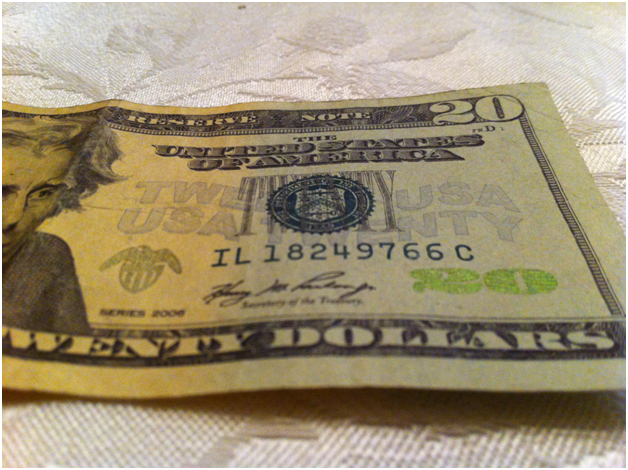 RESERVE NOTE 20
THE
UNITED STATES
OF AMERICA
TWENTY USA
USA TWENTY
IL 18249766 C
20
Secretary of the Treasury.
SERIES 2006
TWENTY DOLLARS